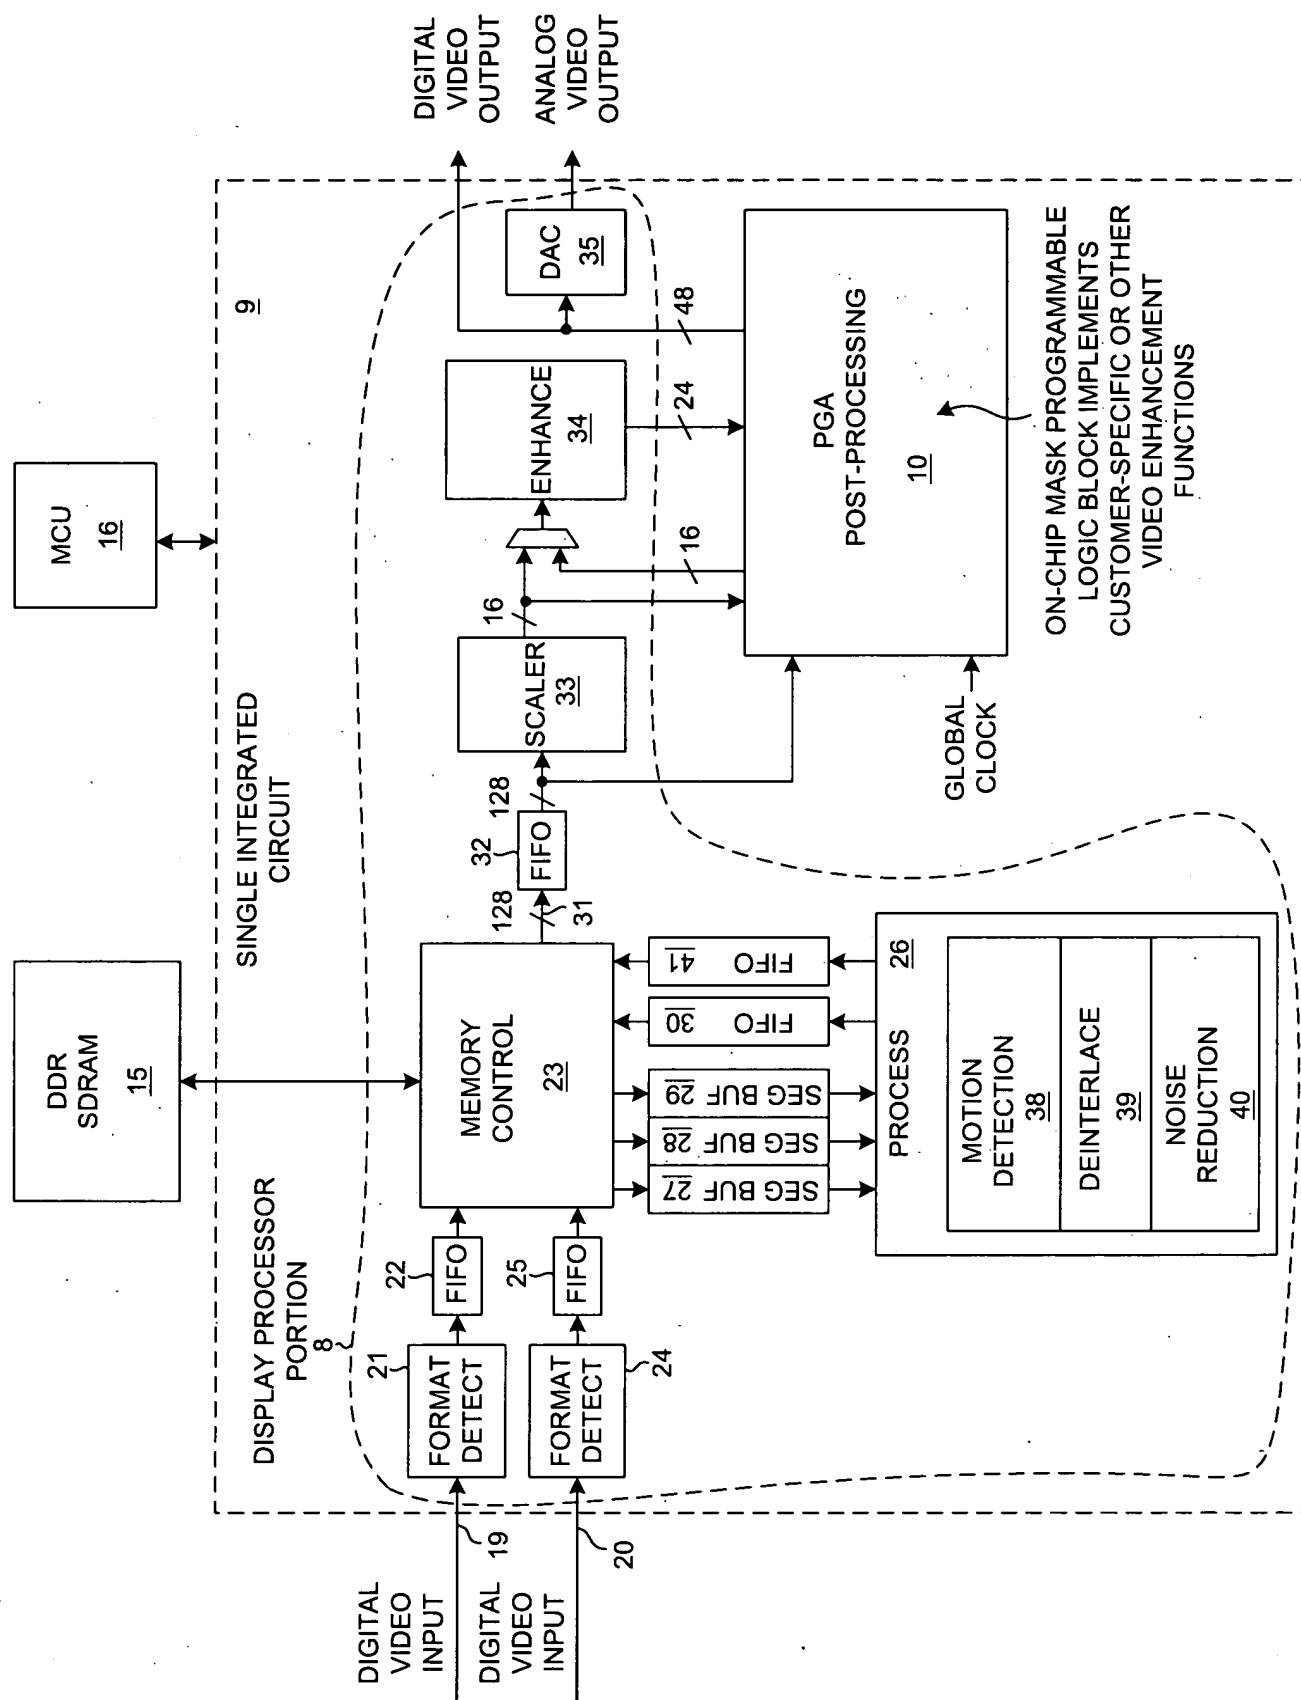 DDR
SDRAM
15
MCU
16
DISPLAY PROCESSOR
PORTION
8
SINGLE INTEGRATED
CIRCUIT
9
DIGITAL
VIDEO
INPUT
19
DIGITAL
VIDEO
INPUT
20
FORMAT
DETECT
21
FIFO
22
FORMAT
DETECT
24
FIFO
25
MEMORY
CONTROL
23
128
31
FIFO
32
128
SCALER
33
16
16
ENHANCE
34
24
DAC
35
48
DIGITAL
VIDEO
OUTPUT
ANALOG
VIDEO
OUTPUT
SEG BUF 27
SEG BUF 28
SEG BUF 29
FIFO 30
FIFO 41
PROCESS 26
MOTION
DETECTION 38
DEINTERLACE
39
NOISE
REDUCTION 40
GLOBAL
CLOCK
PGA
POST-PROCESSING
10
ON-CHIP MASK PROGRAMMABLE
LOGIC BLOCK IMPLEMENTS
CUSTOMER-SPECIFIC OR OTHER
VIDEO ENHANCEMENT
FUNCTIONS